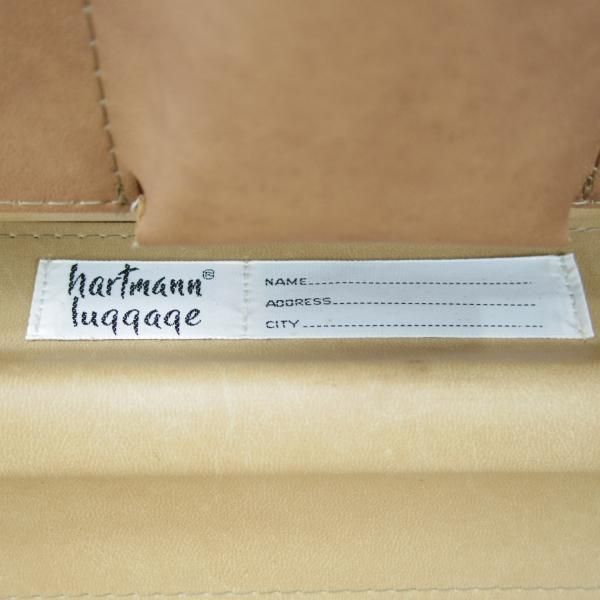 hartmann®
luggage
NAME
ADDRESS
CITY